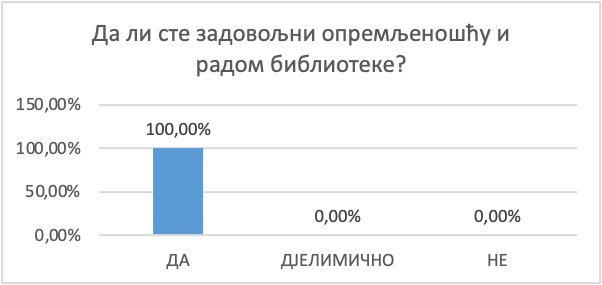 Да ли сте задовољни опремљеношћу и
радом библиотеке?
150,00%
100,00%
50,00%
0,00%
100,00%
0,00%
0,00%
ДА
ДЈЕЛИМИЧНО
НЕ